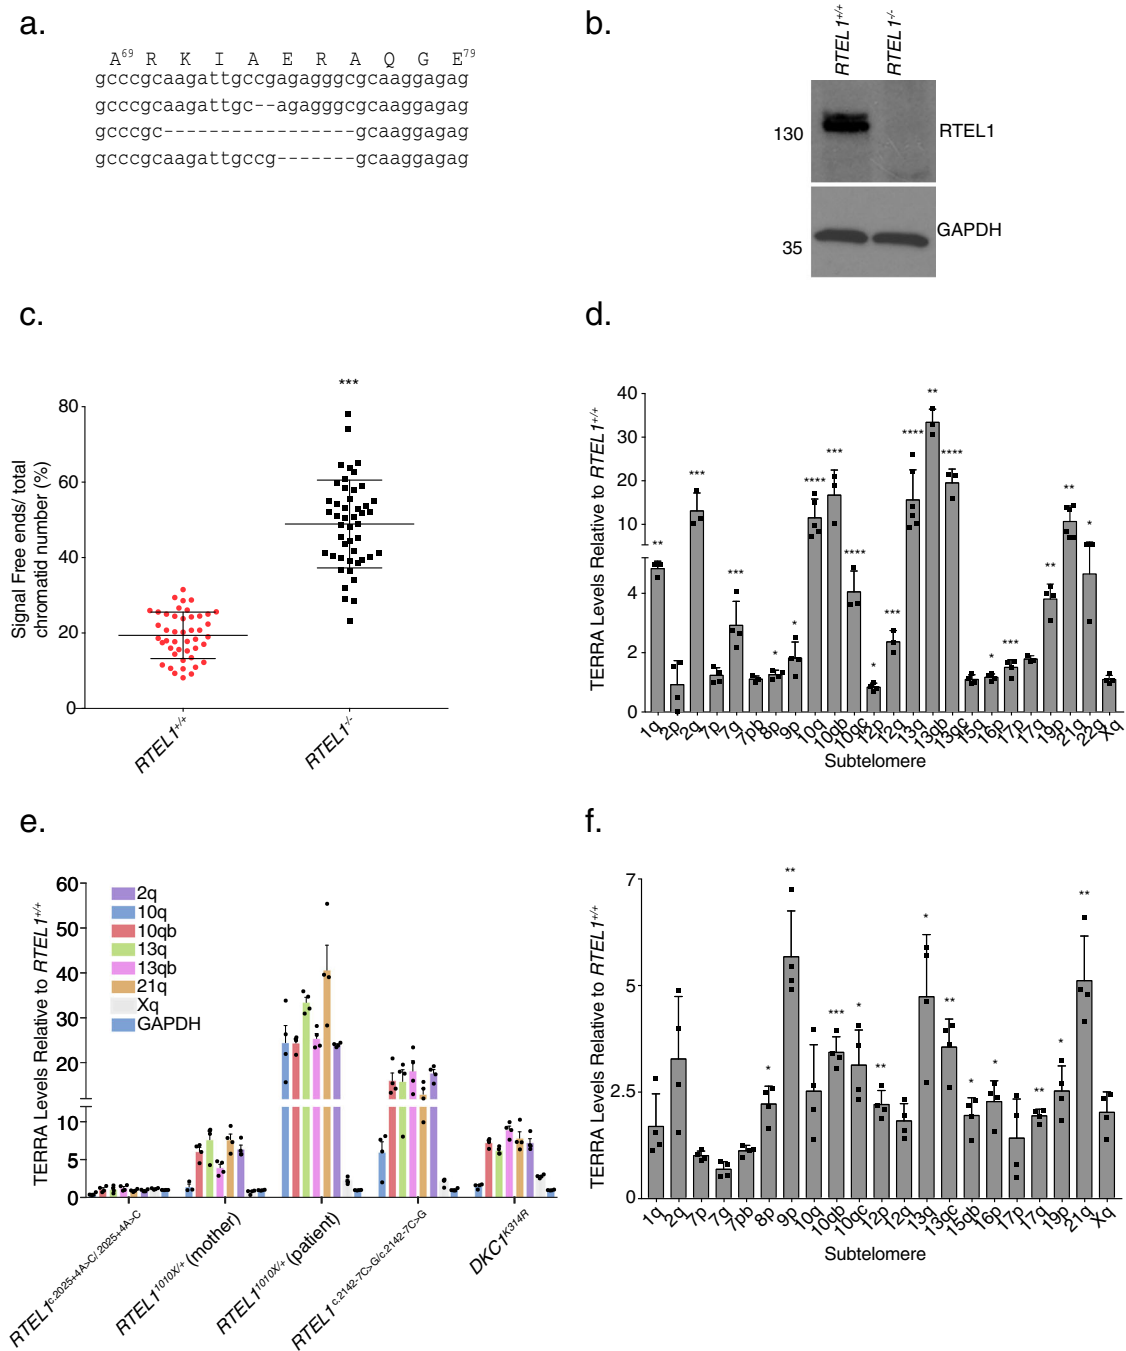 a.
A69 R K I A E R A Q G E79
gcccgcaagattgccgagagggcgcaaggagag
gcccgcaagattgc--agagggcgcaaggagag
gcccgc-----------------gcaaggagag
gcccgcaagattgccg-------gcaaggagag
b.
RTEL1+/+
RTEL1-/-
130
RTEL1
35
GAPDH
c.
Signal Free ends/ total
chromatid number (%)
80
60
40
20
0
***
RTEL1+/+
RTEL1-/-
d.
TERRA Levels Relative to RTEL1+/+
40
30
20
10
4
2
0
** *** *** * * **** *** **** * *** **** ** **** * *** ** ** *
1q 2p 2q 7p 7q 7pb 8p 9p 10q 10qb 10qc 12p 12q 13q 13qb 13qc 15q 16p 17p 17q 19p 21q 22q Xq
Subtelomere
e.
TERRA Levels Relative to RTEL1+/+
60
50
40
30
20
10
5
0
2q
10q
10qb
13q
13qb
21q
Xq
GAPDH
RTEL1c.2025+4A>C/.2025+4A>C
RTEL11010X/+ (mother)
RTEL11010X/+ (patient)
RTEL1c.2142-7C>G/c.2142-7C>G
DKC1K314R
f.
TERRA Levels Relative to RTEL1+/+
7
5
2.5
0
* ** *** * ** * ** * * ** * **
1q 2q 7p 7q 7pb 8p 9p 10q 10qb 10qc 12p 12q 13q 13qc 15qb 16p 17p 17q 19p 21q Xq
Subtelomere